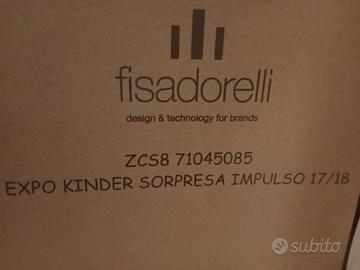 fisadorelli
design & technology for brands
ZCS8 71045085
EXPO KINDER SORPRESA IMPULSO 17/18
subito